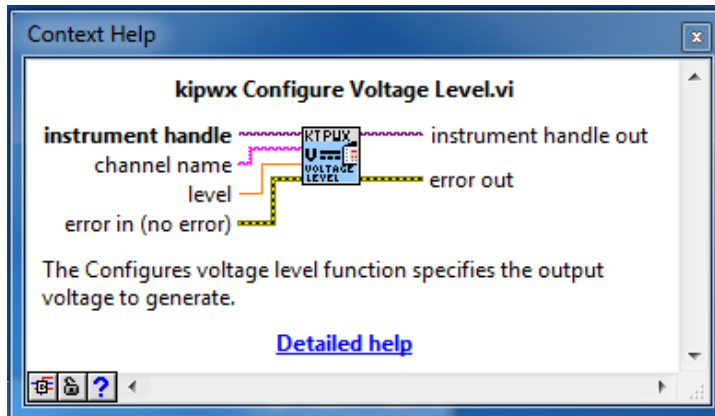 Context Help
kipwx Configure Voltage Level.vi
instrument handle
channel name
level
error in (no error)
KTPWX
V
VOLTAGE
LEVEL
instrument handle out
error out
The Configures voltage level function specifies the output
voltage to generate.
Detailed help
?